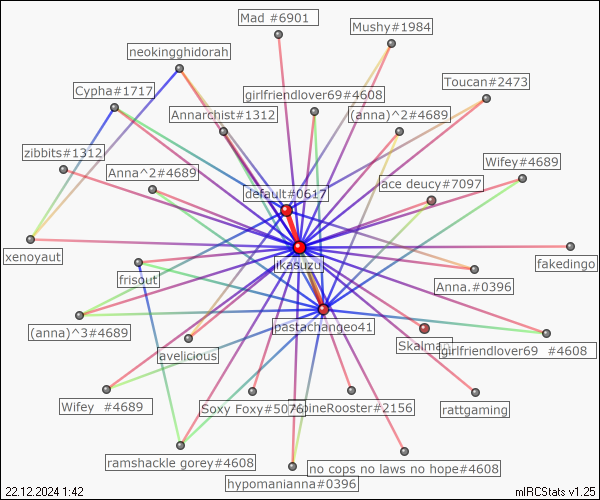 Mad #6901
Mushy#1984
neokingghidorah
Toucan#2473
Cypha#1717
girlfriendlover69#4608
Annarchist#1312
(anna)^2#4689
zibbits#1312
Wifey#4689
Anna^2#4689
ace deucy#7097
default#0617
xenoyaut
jikasuzu
fakedingo
frisout
Anna.#0396
pastachangeo41
(anna)^3#4689
Skalman
girlfriendlover69 #4608
avelicious
Wifey #4689
Soxy Foxy#5076
pineRooster#2156
rattgaming
ramshackle gorey#4608
no cops no laws no hope#4608
hypomanianna#0396
22.12.2024 1:42
mIRCStats v1.25